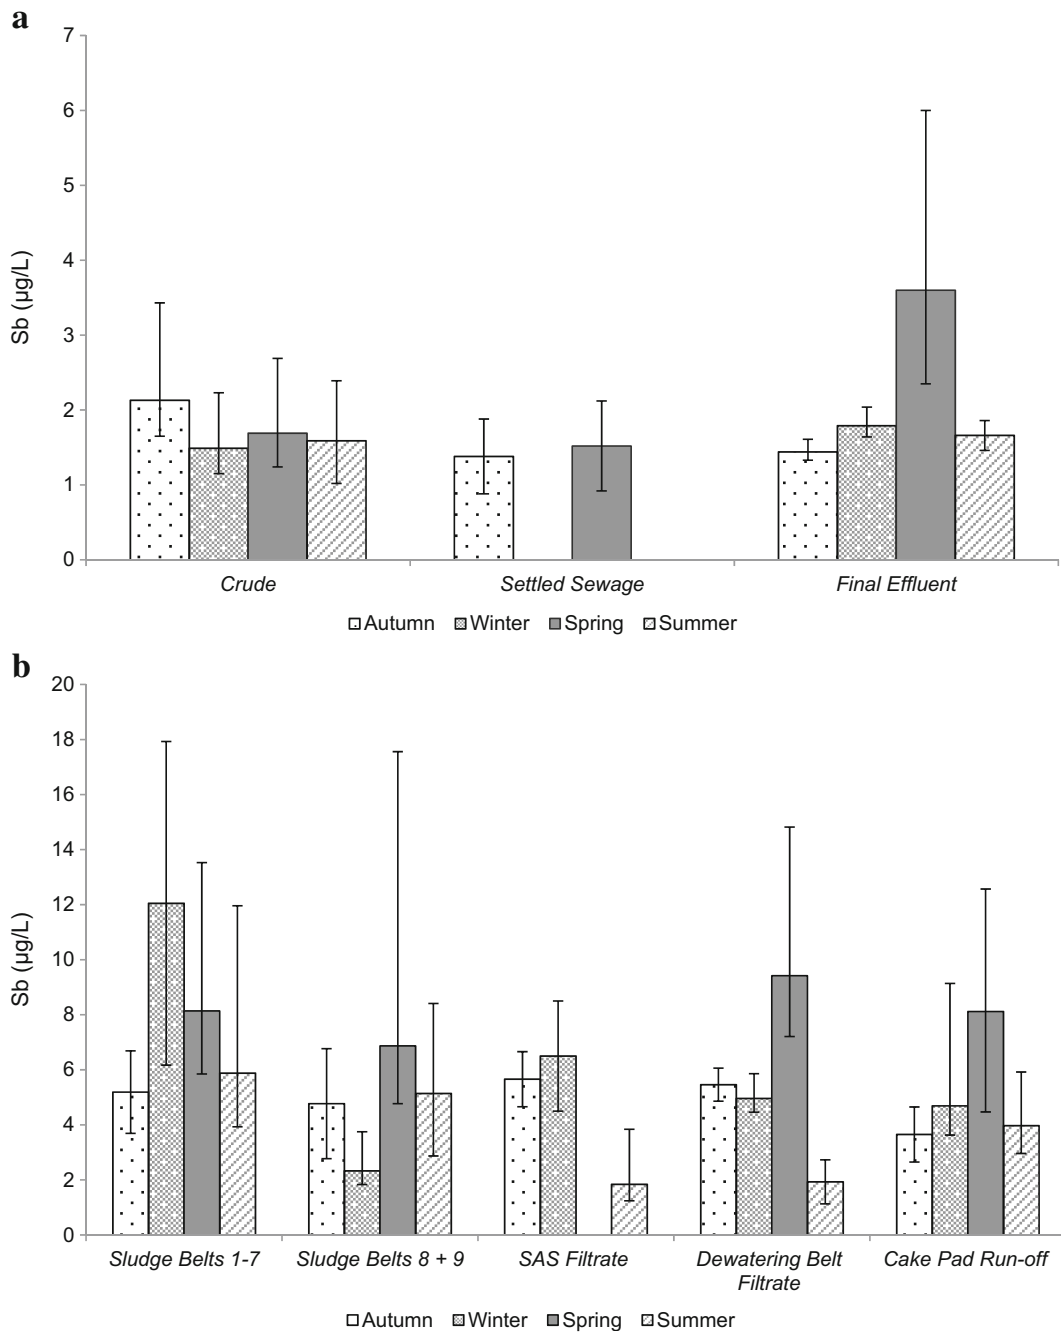 a
7
6
5
4
3
2
1
0
Sb (µg/L)
Crude Settled Sewage Final Effluent
Autumn Winter Spring Summer
b
20
18
16
14
12
10
8
6
4
2
0
Sb (µg/L)
Sludge Belts 1-7 Sludge Belts 8 + 9 SAS Filtrate Dewatering Belt Cake Pad Run-off
Filtrate
Autumn Winter Spring Summer